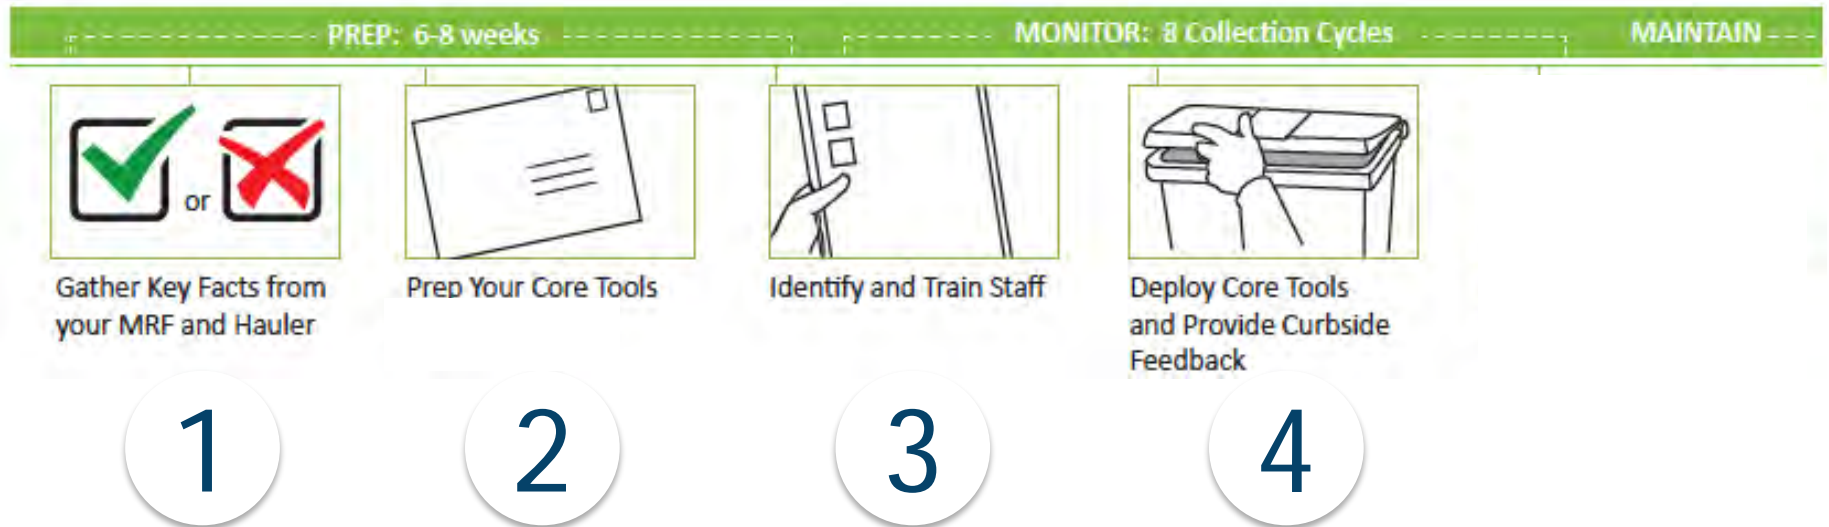 PREP: 6-8 weeks
MONITOR: 8 Collection Cycles
MAINTAIN
or
Gather Key Facts from
your MRF and Hauler
Prep Your Core Tools
Identify and Train Staff
Deploy Core Tools
and Provide Curbside
Feedback
1
2
3
4